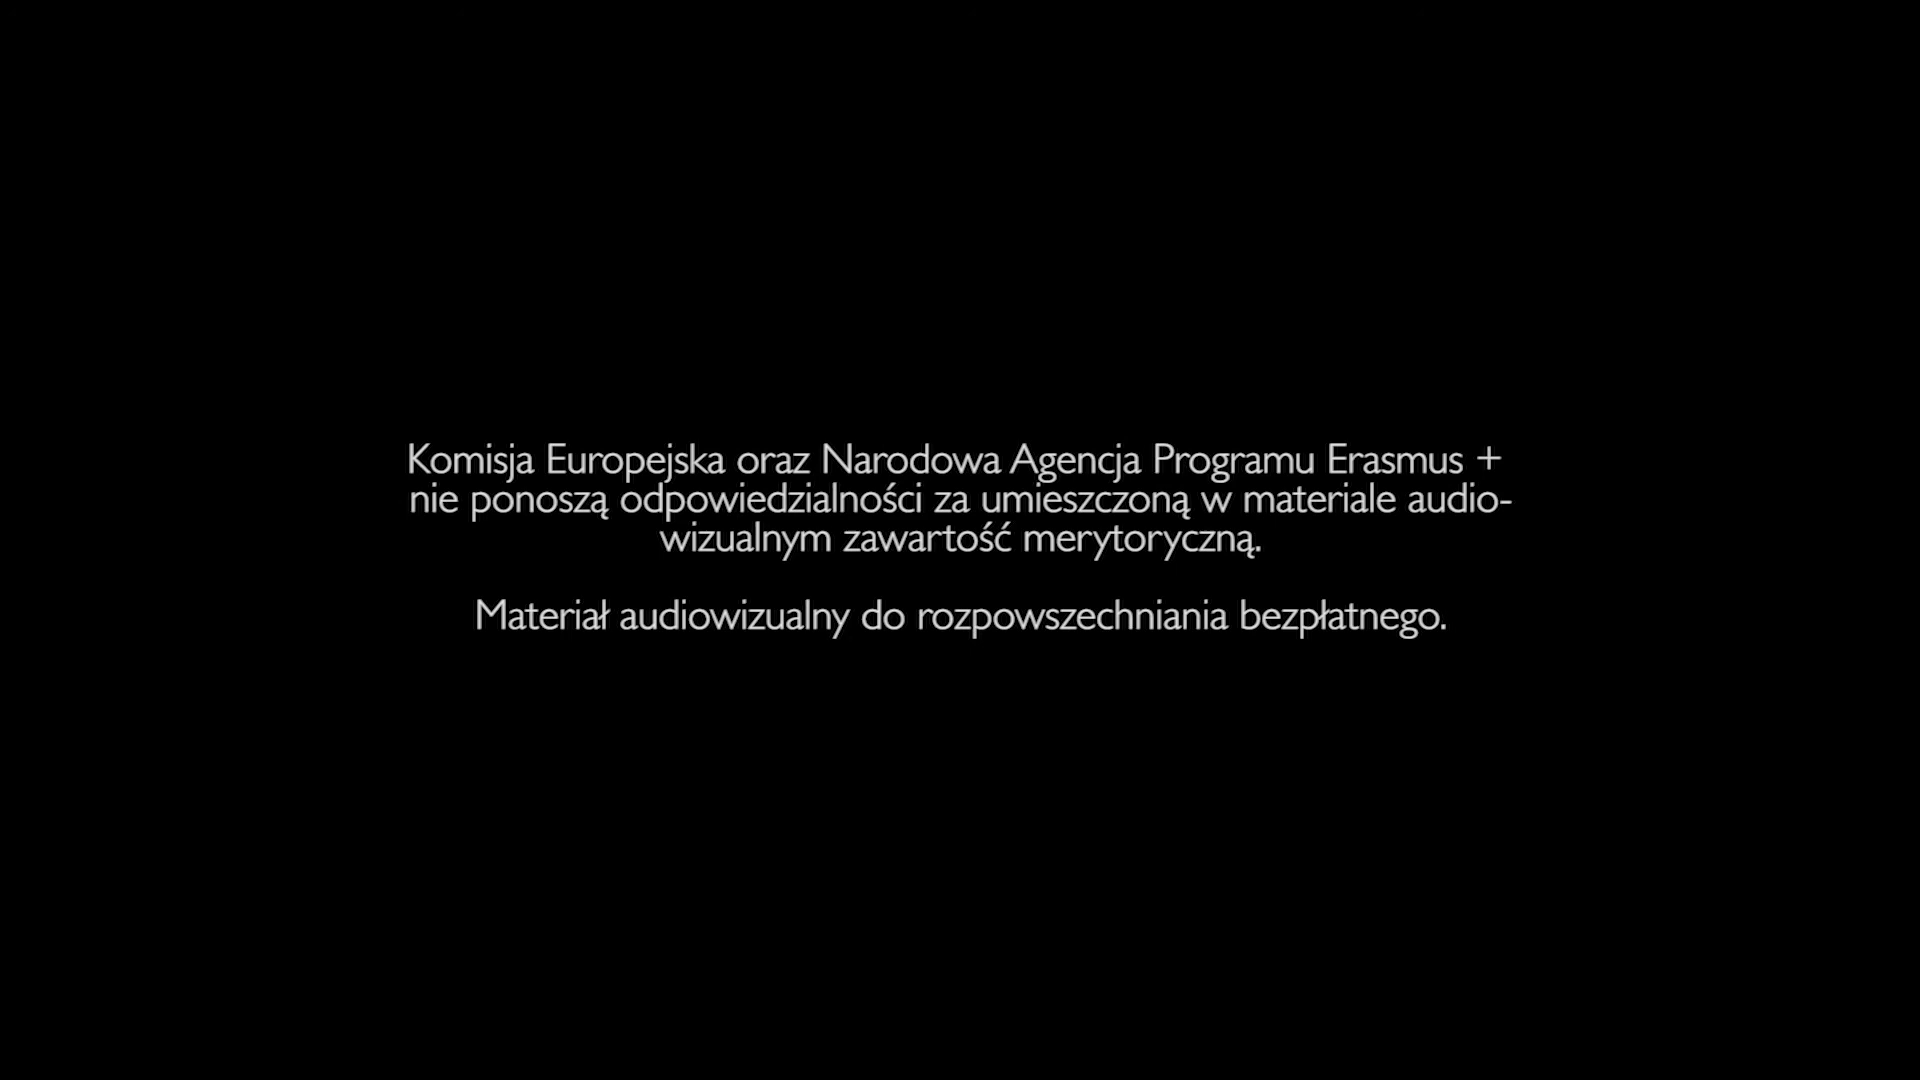 Komisja Europejska oraz Narodowa Agencja Programu Erasmus +
nie ponoszą odpowiedzialności za umieszczoną w materiale audio-
wizualnym zawartość merytoryczną.
Materiał audiowizualny do rozpowszechniania bezpłatnego.